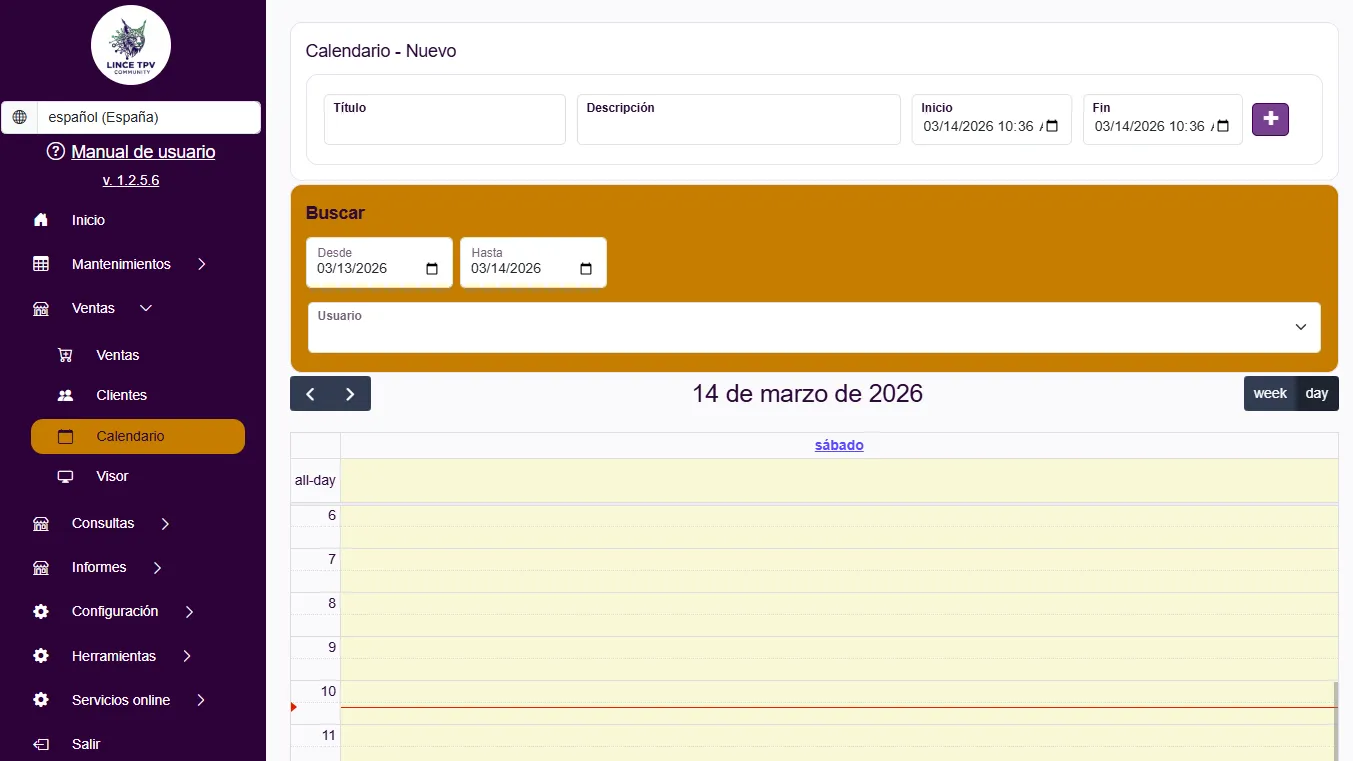 LINCE TPV
COMMUNITY
español (España)
Manual de usuario
v. 1.2.5.6
Inicio
Mantenimientos
Ventas
Ventas
Clientes
Calendario
Visor
Consultas
Informes
Configuración
Herramientas
Servicios online
Salir
Calendario - Nuevo
Título
Descripción
Inicio
03/14/2026 10:36
Fin
03/14/2026 10:36
Buscar
Desde
03/13/2026
Hasta
03/14/2026
Usuario
14 de marzo de 2026
week
day
sábado
all-day
6
7
8
9
10
11